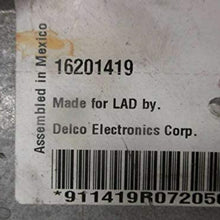 Assembled in Mexico
16201419
Made for LAD by.
Delco Electronics Corp.
*911419R07205